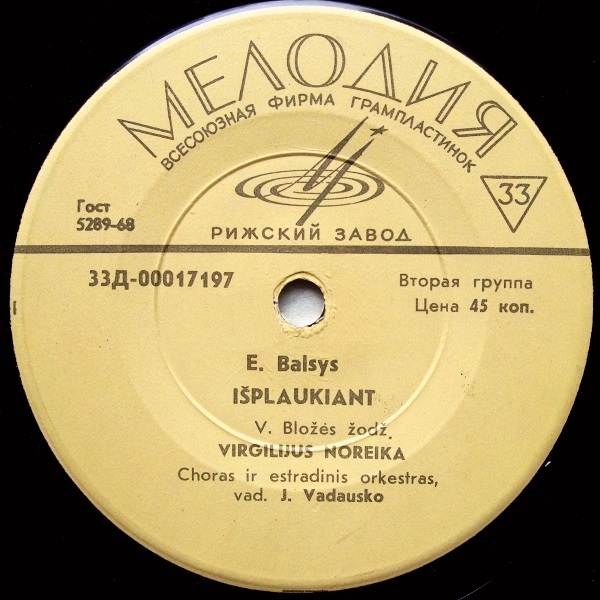 МЕЛОДИЯ
ВСЕСОЮЗНАЯ ФИРМА ГРАМПЛАСТИНОК
33
Гост
5289-68
РИЖСКИЙ ЗАВОД
33Д-00017197
Вторая группа
Цена 45 коп.
E. Balsys
IŠPLAUKIANT
V. Bložės žodž.
VIRGILIJUS NOREIKA
Choras ir estradinis orkestras,
vad. J. Vadausko